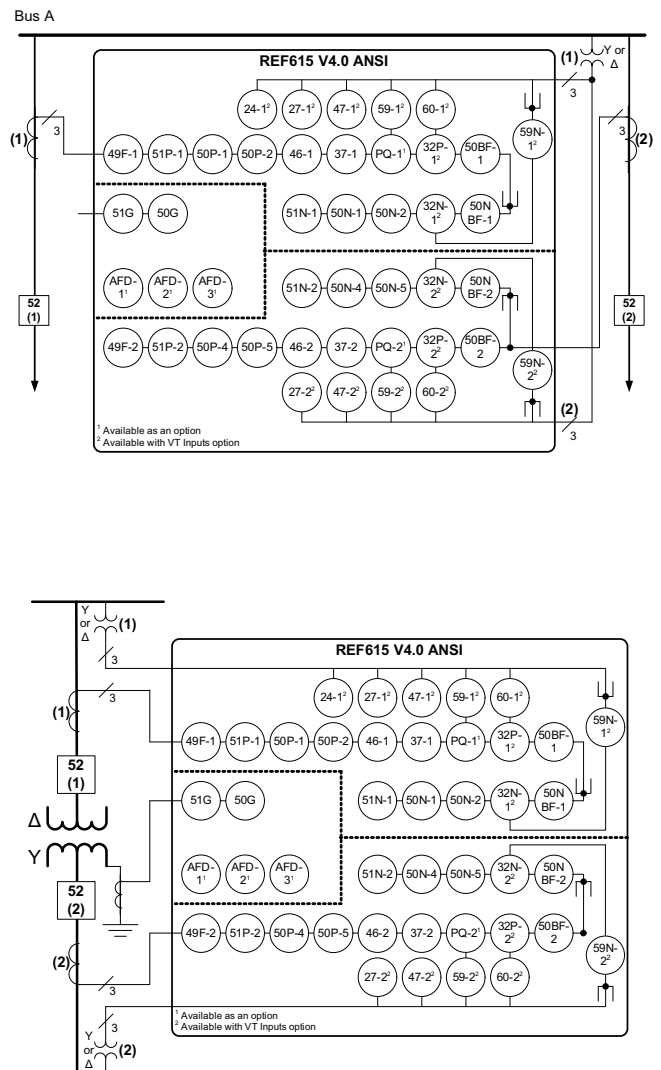 Bus A
REF615 V4.0 ANSI
(1)
Y or
Δ
3
24-1²
27-1²
47-1²
59-1²
60-1²
59N-
1²
(1)
3
3
(2)
49F-1
51P-1
50P-1
50P-2
46-1
37-1
PQ-1¹
32P-
1²
50BF-
1
51G
50G
51N-1
50N-1
50N-2
32N-
1²
50N
BF-1
AFD-
1¹
AFD-
2¹
AFD-
3¹
51N-2
50N-4
50N-5
32N-
2²
50N
BF-2
52
(1)
52
(2)
49F-2
51P-2
50P-4
50P-5
46-2
37-2
PQ-2¹
32P-
2²
50BF-
2
59N-
2²
27-2²
47-2²
59-2²
60-2²
(2)
3
¹ Available as an option
² Available with VT Inputs option
Y
or
Δ
(1)
3
REF615 V4.0 ANSI
24-1²
27-1²
47-1²
59-1²
60-1²
59N-
1²
3
(1)
49F-1
51P-1
50P-1
50P-2
46-1
37-1
PQ-1¹
32P-
1²
50BF-
1
52
(1)
51G
50G
51N-1
50N-1
50N-2
32N-
1²
50N
BF-1
Δ
Y
AFD-
1¹
AFD-
2¹
AFD-
3¹
51N-2
50N-4
50N-5
32N-
2²
50N
BF-2
52
(2)
49F-2
51P-2
50P-4
50P-5
46-2
37-2
PQ-2¹
32P-
2²
50BF-
2
59N-
2²
(2)
3
27-2²
47-2²
59-2²
60-2²
¹ Available as an option
² Available with VT Inputs option
3
Y
or
Δ
(2)